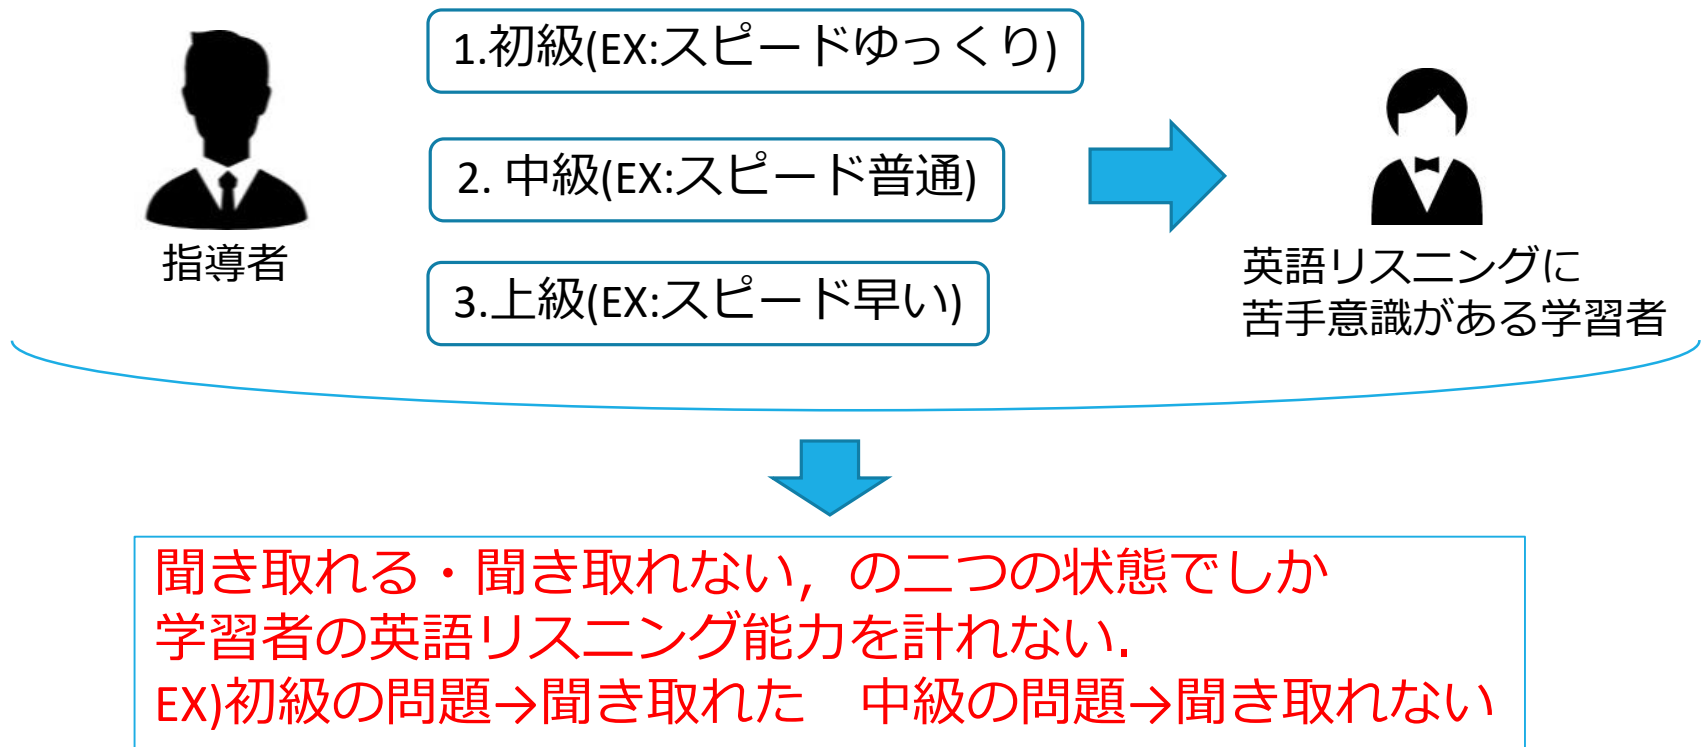 1.初級(EX:スピードゆっくり)
2. 中級(EX:スピード普通)
3.上級(EX:スピード早い)
指導者
英語リスニングに
苦手意識がある学習者
聞き取れる・聞き取れない，の二つの状態でしか
学習者の英語リスニング能力を計れない．
EX)初級の問題→聞き取れた　中級の問題→聞き取れない